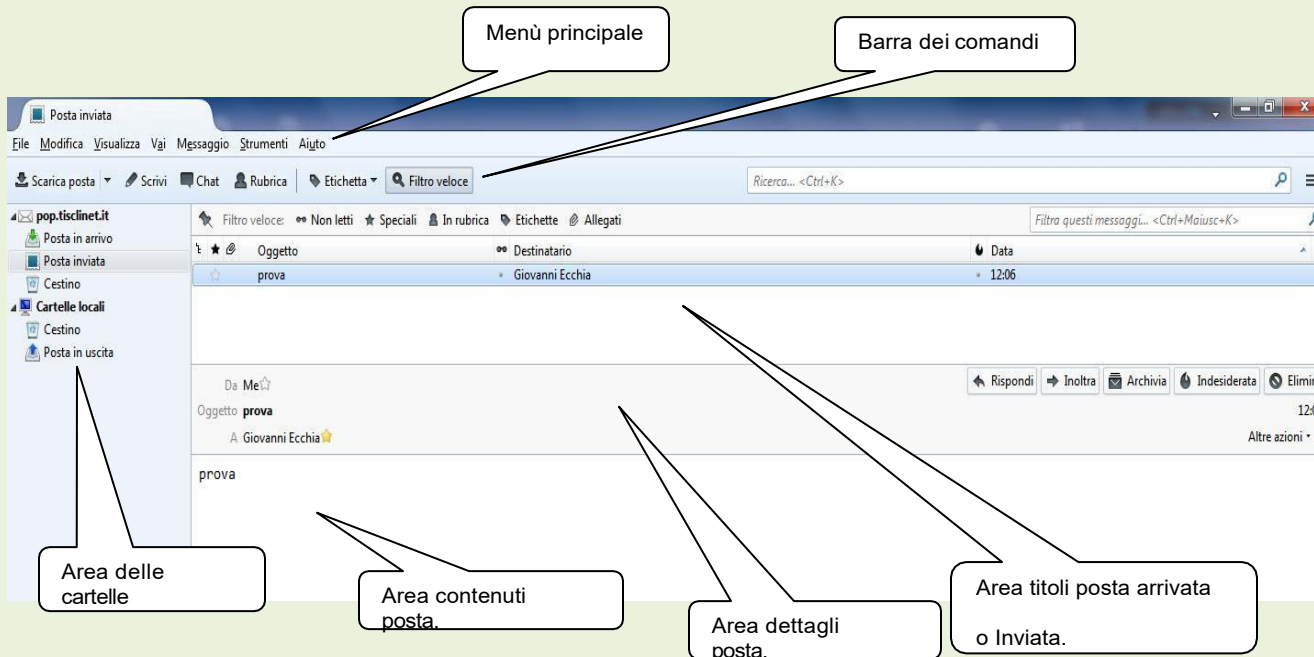 Menù principale
Barra dei comandi
Posta inviata
File Modifica Visualizza Vai Messaggio Strumenti Aiuto
Scarica posta Scrivi Chat Rubrica Etichetta Filtro veloce Ricerca... <Ctrl+K>
pop.tisclinet.it
Posta in arrivo
Posta inviata
Cestino
Cartelle locali
Cestino
Posta in uscita
Filtro veloce: Non letti Speciali In rubrica Etichette Allegati Filtra questi messaggi... <Ctrl+Maiusc+K>
Oggetto Destinatario Data
prova Giovanni Ecchia 12:06
Da Me Rispondi Inoltra Archivia Indesiderata Elimin
Oggetto prova 12:0
A Giovanni Ecchia Altre azioni
prova
Area delle
cartelle
Area contenuti
posta.
Area dettagli
posta.
Area titoli posta arrivata
o Inviata.